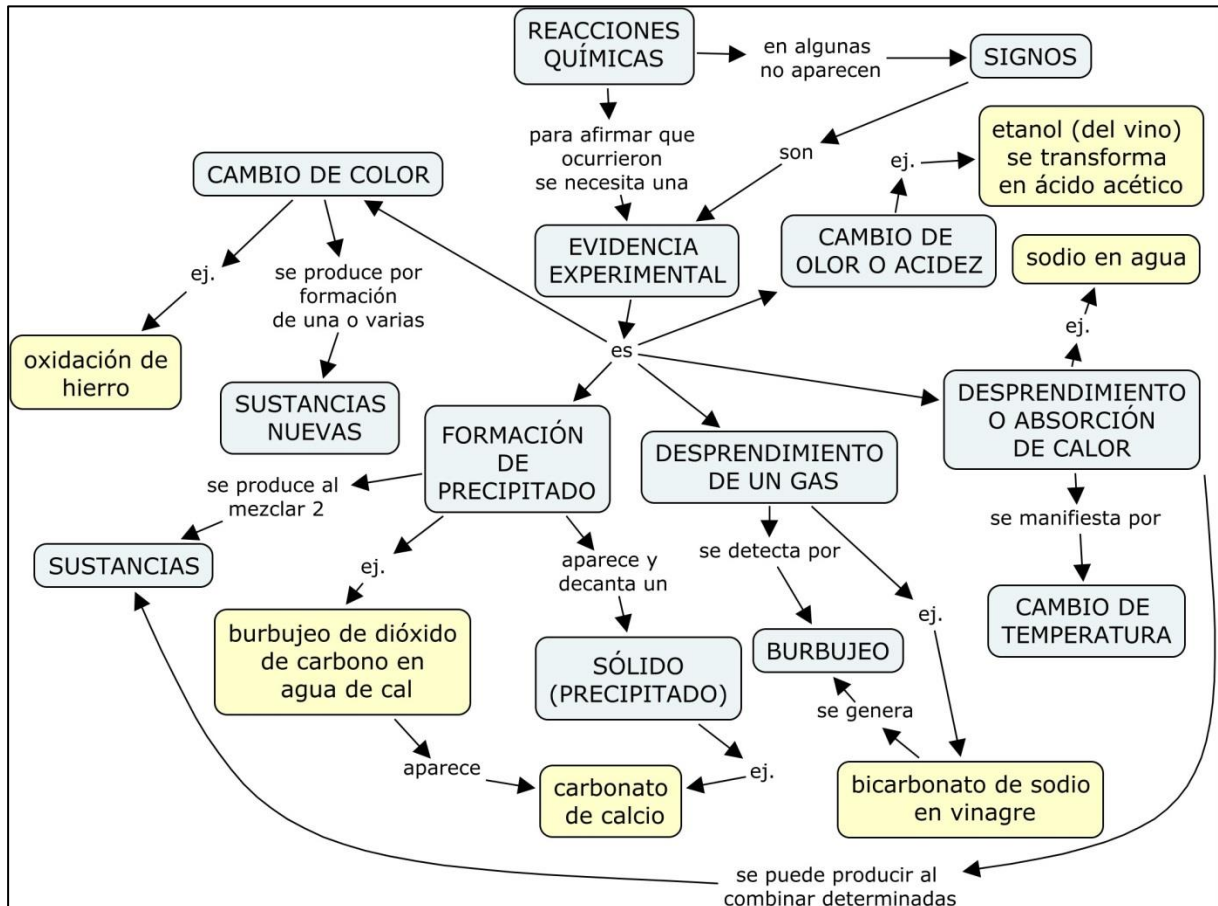 REACCIONES
QUÍMICAS
en algunas
no aparecen
SIGNOS
para afirmar que
ocurrieron
se necesita una
son
etanol (del vino)
se transforma
en ácido acético
ej.
CAMBIO DE COLOR
EVIDENCIA
EXPERIMENTAL
CAMBIO DE
OLOR O ACIDEZ
sodio en agua
ej.
se produce por
formación
de una o varias
ej.
es
oxidación de
hierro
SUSTANCIAS
NUEVAS
FORMACIÓN
DE
PRECIPITADO
DESPRENDIMIENTO
DE UN GAS
DESPRENDIMIENTO
O ABSORCIÓN
DE CALOR
se produce al
mezclar 2
SUSTANCIAS
ej.
aparece y
decanta un
se detecta por
se manifiesta por
ej.
CAMBIO DE
TEMPERATURA
burbujeo de dióxido
de carbono en
agua de cal
SÓLIDO
(PRECIPITADO)
BURBUJEO
se genera
aparece
ej.
carbonato
de calcio
bicarbonato de sodio
en vinagre
se puede producir al
combinar determinadas